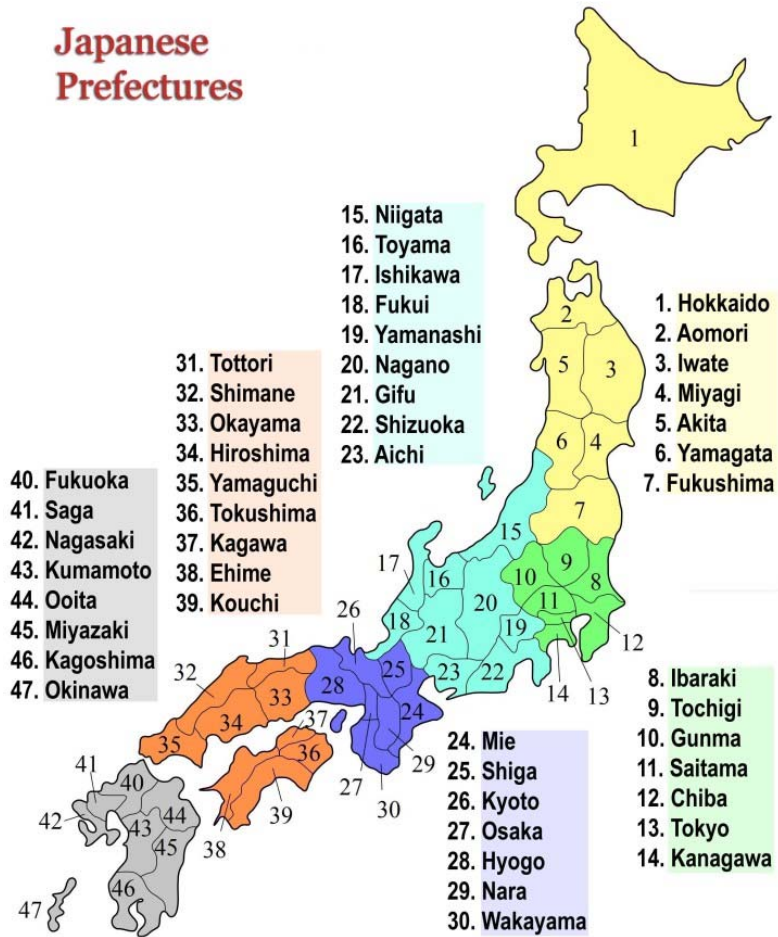 Japanese
Prefectures
15. Niigata
16. Toyama
17. Ishikawa
18. Fukui
19. Yamanashi
20. Nagano
21. Gifu
22. Shizuoka
23. Aichi
1. Hokkaido
2. Aomori
3. Iwate
4. Miyagi
5. Akita
6. Yamagata
7. Fukushima
31. Tottori
32. Shimane
33. Okayama
34. Hiroshima
35. Yamaguchi
36. Tokushima
37. Kagawa
38. Ehime
39. Kouchi
40. Fukuoka
41. Saga
42. Nagasaki
43. Kumamoto
44. Ooita
45. Miyazaki
46. Kagoshima
47. Okinawa
8. Ibaraki
9. Tochigi
10. Gunma
11. Saitama
12. Chiba
13. Tokyo
14. Kanagawa
24. Mie
25. Shiga
26. Kyoto
27. Osaka
28. Hyogo
29. Nara
30. Wakayama
1
2
5
3
6
4
7
15
9
10
8
17
16
11
20
26
18
19
12
21
31
25
14
13
32
28
23
22
33
24
34
37
35
36
29
27
30
41
40
39
42
44
43
38
45
46
47